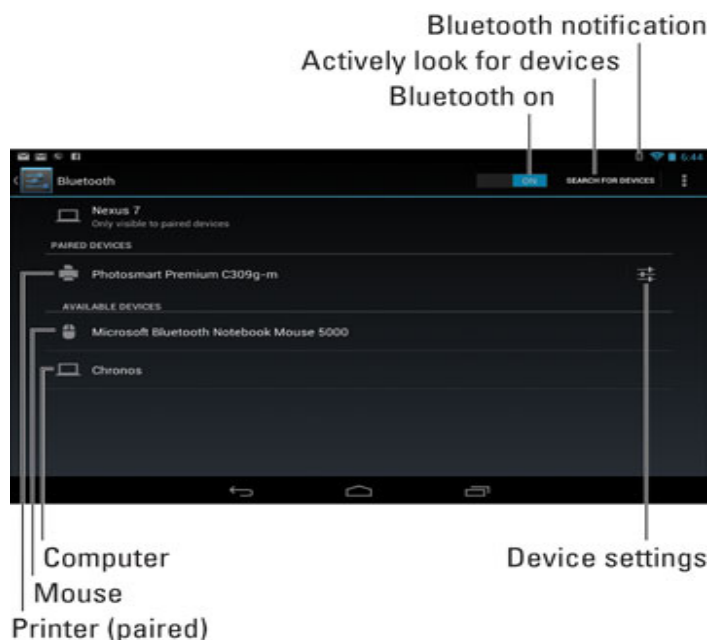 Bluetooth notification
Actively look for devices
Bluetooth on
6:44
Bluetooth
ON
SEARCH FOR DEVICES
Nexus 7
Only visible to paired devices
PAIRED DEVICES
Photosmart Premium C309g-m
AVAILABLE DEVICES
Microsoft Bluetooth Notebook Mouse 5000
Chronos
Computer
Device settings
Mouse
Printer (paired)